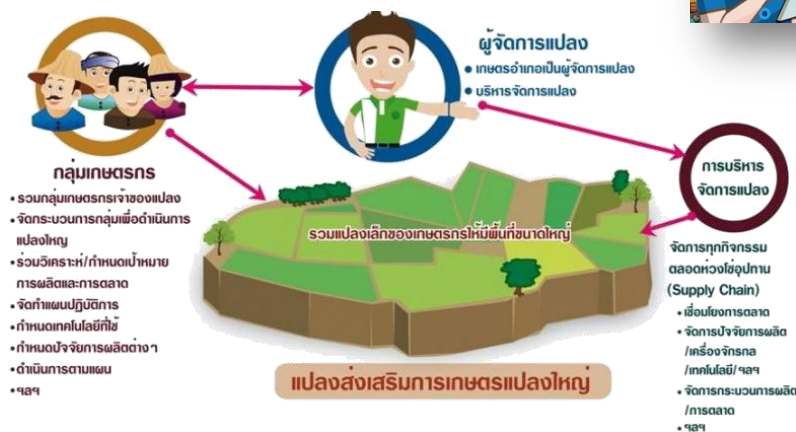 ผู้จัดการแปลง
• เกษตรอำเภอเป็นผู้จัดการแปลง
• บริหารจัดการแปลง
กลุ่มเกษตรกร
• รวมกลุ่มเกษตรกรเจ้าของแปลง
• จัดกระบวนการกลุ่มเพื่อดำเนินการ
แปลงใหญ่
• ร่วมวิเคราะห์/กำหนดเป้าหมาย
การผลิตและการตลาด
• จัดทำแผนปฏิบัติการ
• กำหนดเทคโนโลยีที่ใช้
• กำหนดปัจจัยการผลิตต่างๆ
• ดำเนินการตามแผน
• ฯลฯ
รวมแปลงเล็กของเกษตรกรให้มีพื้นที่ขนาดใหญ่
แปลงส่งเสริมการเกษตรแปลงใหญ่
การบริหาร
จัดการแปลง
จัดการทุกกิจกรรม
ตลอดห่วงโซ่อุปทาน
(Supply Chain)
• เชื่อมโยงการตลาด
• จัดการปัจจัยการผลิต
/เครื่องจักรกล
/เทคโนโลยี/ฯลฯ
• จัดการกระบวนการผลิต
/การตลาด
• ฯลฯ